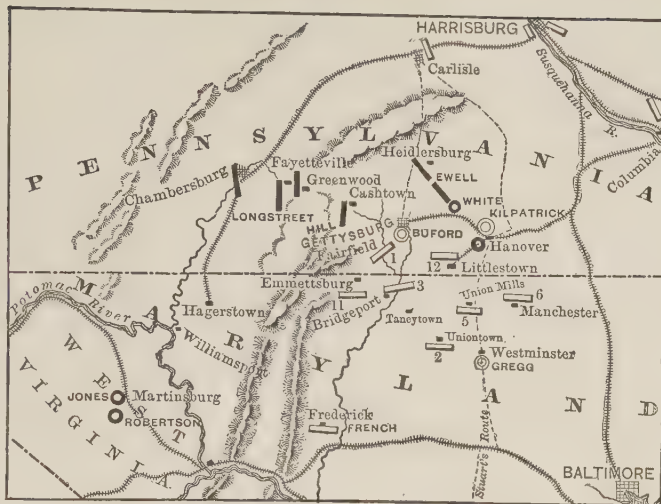 HARRISBURG
Susquehanna R.
Carlisle
PENNSYLVANIA
Columbia
Heidlersburg
EWELL
Fayetteville
Chambersburg
Greenwood
Cashtown
WHITE
LONGSTREET
KILPATRICK
HILL
GETTYSBURG
BUFORD
Hanover
Fairfield
1
12
Littlestown
Emmettsburg
11
3
Bridgeport
Union Mills
6
5
Manchester
Hagerstown
Taneytown
MARYLAND
Potomac River
Williamsport
Uniontown
2
Westminster
GREGG
WEST VIRGINIA
JONES
Martinsburg
ROBERTSON
Frederick
FRENCH
Stuart's Route
BALTIMORE